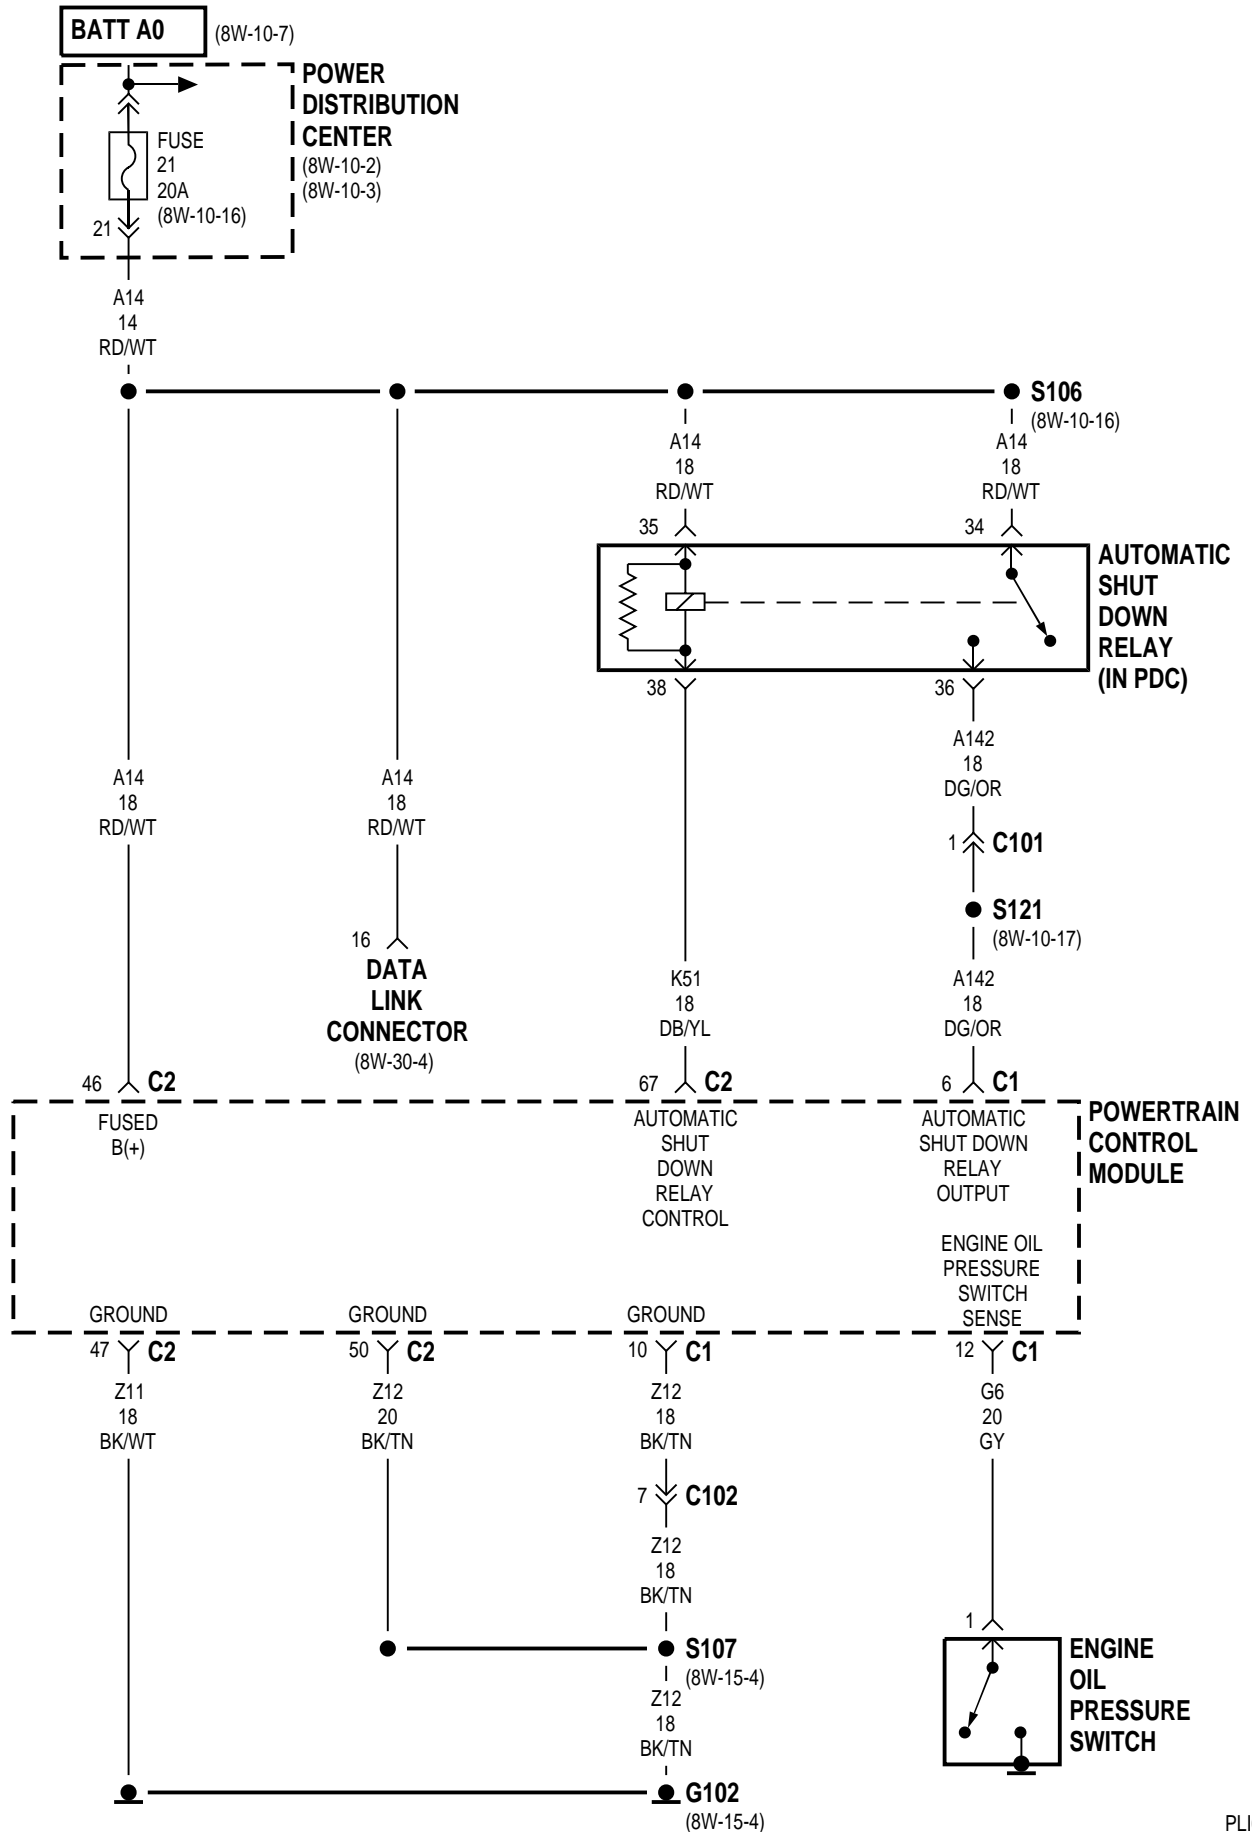 BATT A0
(8W-10-7)
POWER
DISTRIBUTION
CENTER
(8W-10-2)
(8W-10-3)
FUSE
21
20A
(8W-10-16)
21
A14
14
RD/WT
S106
(8W-10-16)
A14
18
RD/WT
A14
18
RD/WT
35
34
AUTOMATIC
SHUT
DOWN
RELAY
(IN PDC)
38
36
A142
18
DG/OR
A14
18
RD/WT
A14
18
RD/WT
1
C101
S121
(8W-10-17)
16
DATA
LINK
CONNECTOR
(8W-30-4)
K51
18
DB/YL
A142
18
DG/OR
46
C2
67
C2
6
C1
POWERTRAIN
CONTROL
MODULE
FUSED
B(+)
AUTOMATIC
SHUT
DOWN
RELAY
CONTROL
AUTOMATIC
SHUT DOWN
RELAY
OUTPUT
ENGINE OIL
PRESSURE
SWITCH
SENSE
GROUND
GROUND
GROUND
47
C2
50
C2
10
C1
12
C1
Z11
18
BK/WT
Z12
20
BK/TN
Z12
18
BK/TN
G6
20
GY
7
C102
Z12
18
BK/TN
1
S107
(8W-15-4)
ENGINE
OIL
PRESSURE
SWITCH
Z12
18
BK/TN
G102
(8W-15-4)